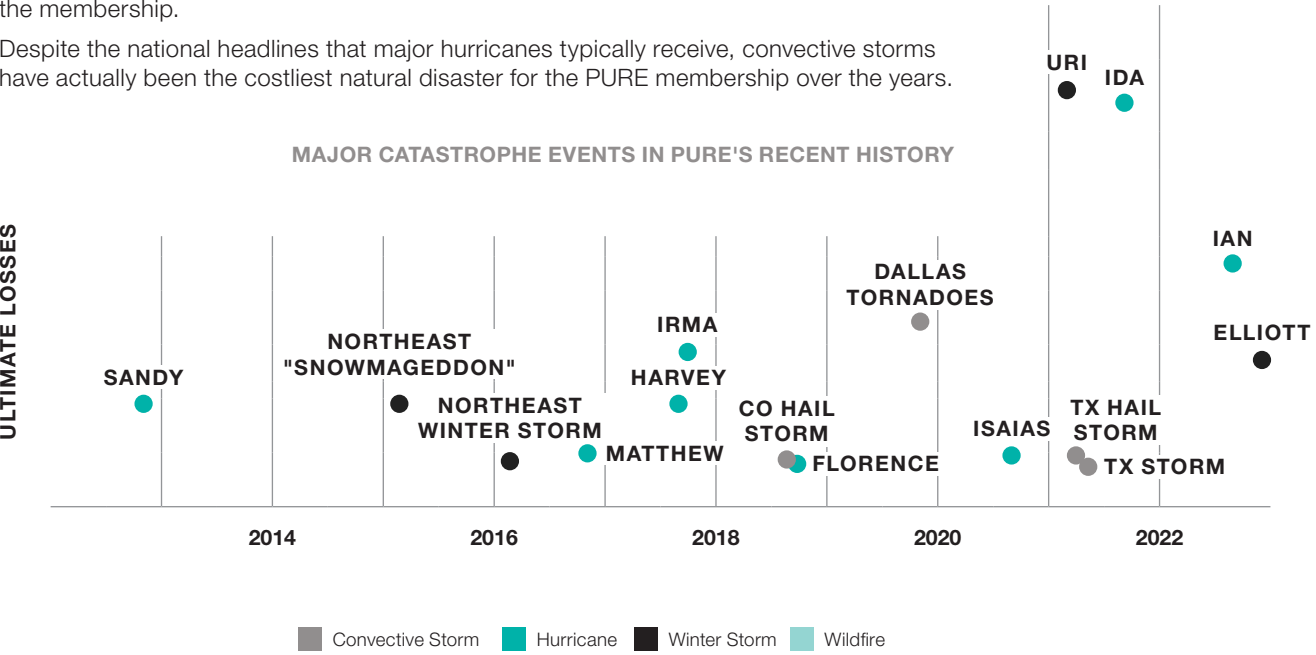 the membership.
Despite the national headlines that major hurricanes typically receive, convective storms
have actually been the costliest natural disaster for the PURE membership over the years.
MAJOR CATASTROPHE EVENTS IN PURE'S RECENT HISTORY
ULTIMATE LOSSES
SANDY
NORTHEAST
"SNOWMAGEDDON"
NORTHEAST
WINTER STORM
MATTHEW
IRMA
HARVEY
CO HAIL
STORM
FLORENCE
DALLAS
TORNADOES
ISAIAS
URI
IDA
TX HAIL
STORM
TX STORM
IAN
ELLIOTT
2014
2016
2018
2020
2022
Convective Storm
Hurricane
Winter Storm
Wildfire